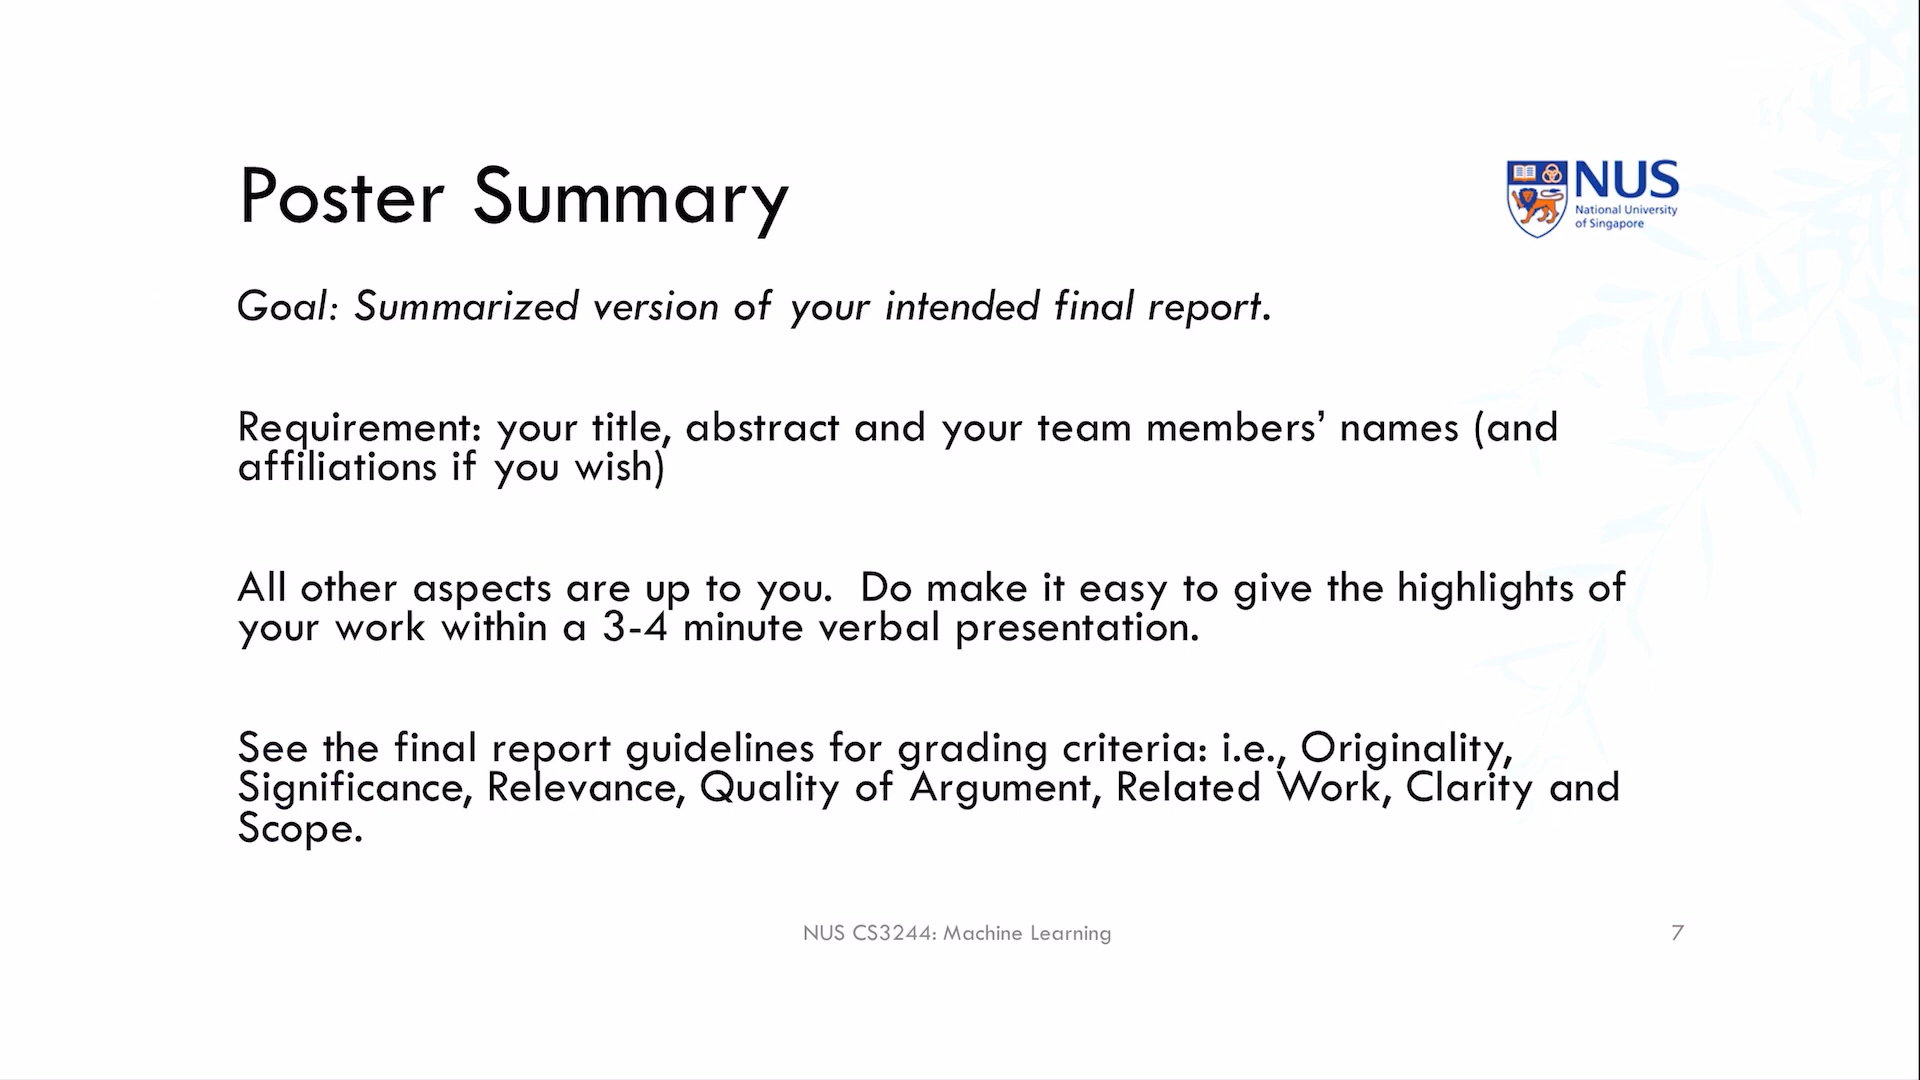 Poster Summary
NUS
National University
of Singapore
Goal: Summarized version of your intended final report.
Requirement: your title, abstract and your team members’ names (and
affiliations if you wish)
All other aspects are up to you.  Do make it easy to give the highlights of
your work within a 3-4 minute verbal presentation.
See the final report guidelines for grading criteria: i.e., Originality,
Significance, Relevance, Quality of Argument, Related Work, Clarity and
Scope.
NUS CS3244: Machine Learning
7